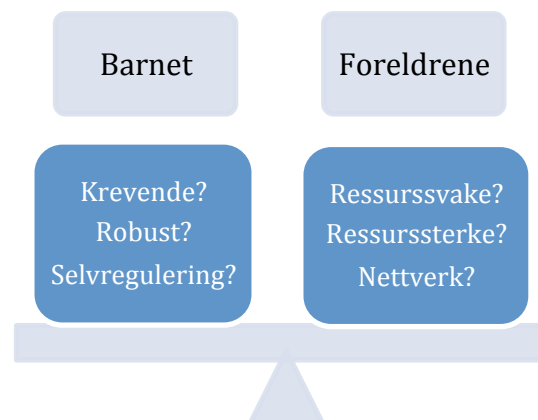 Barnet
Foreldrene
Krevende?
Robust?
Selvregulering?
Ressurssvake?
Ressurssterke?
Nettverk?